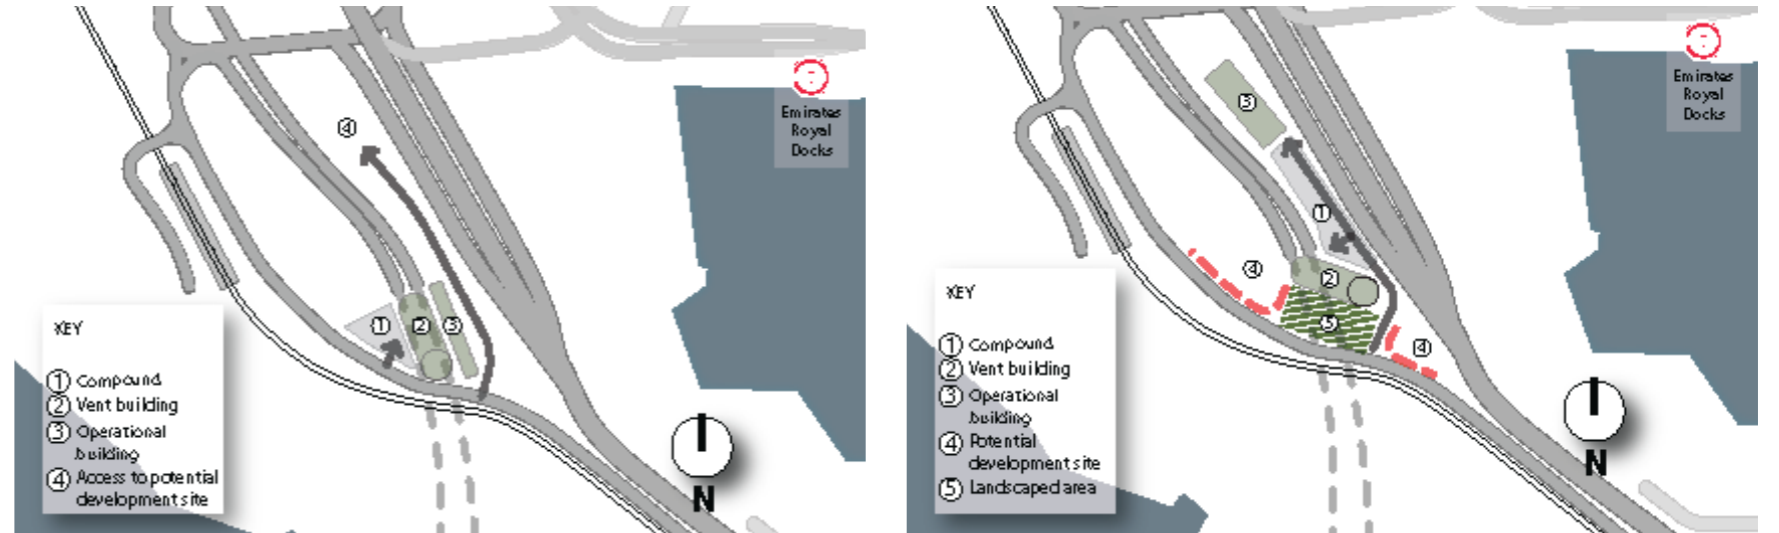 ④
Emirates
Royal
Docks
① ② ③
KEY
① Compound
② Vent building
③ Operational
building
④ Access to potential
development site
N
③
Emirates
Royal
Docks
①
④ ②
⑤
④
KEY
① Compound
② Vent building
③ Operational
building
④ Potential
development site
⑤ Landscaped area
N